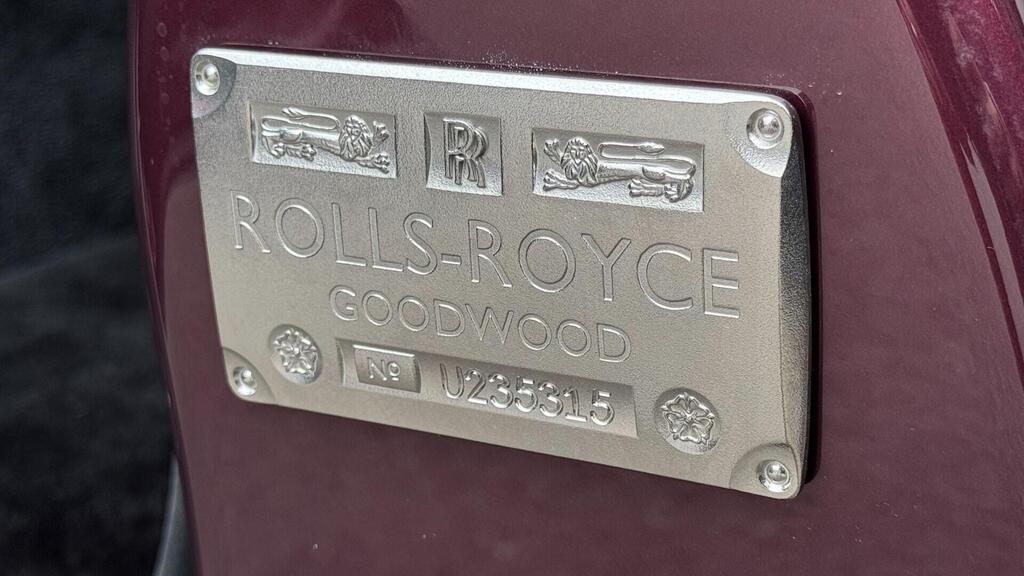 RR
ROLLS-ROYCE
GOODWOOD
Nº U235315